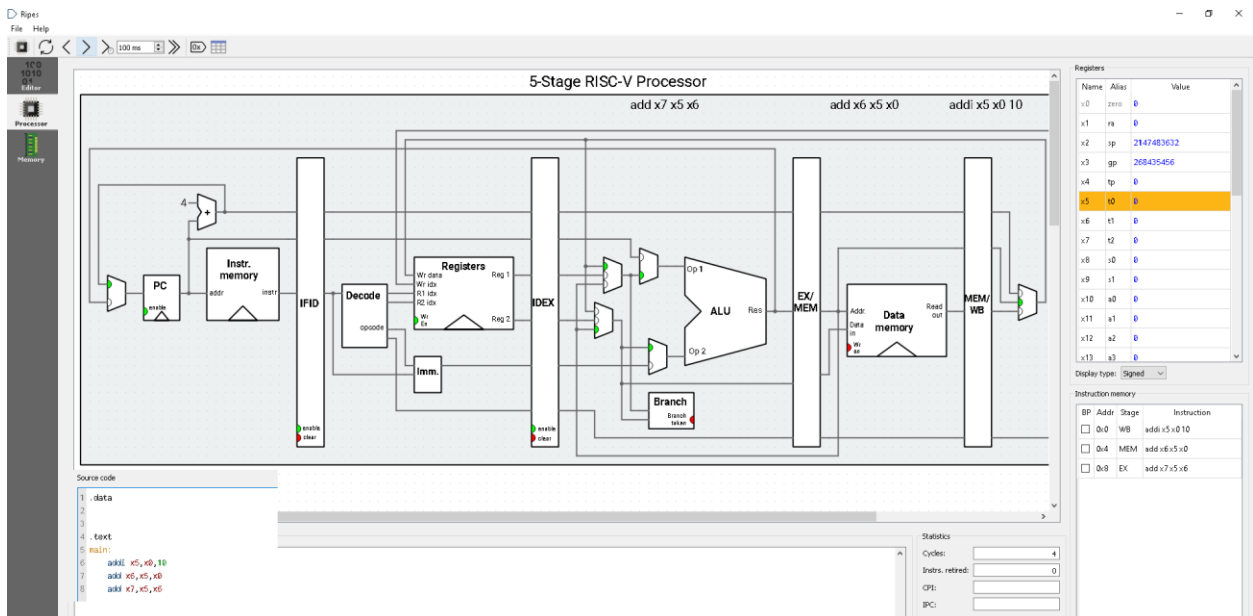 Ripes
File Help
100 ms
0x
Editor
Processor
Memory
5-Stage RISC-V Processor
add x7 x5 x6 add x6 x5 x0 addi x5 x0 10
4
+
PC
enable
Instr.
memory
addr instr
IFID
enable
clear
Decode
opcode
Registers
Wr data Reg 1
Wr idx
R1 idx
R2 idx
Wr Reg 2
En
Imm.
IDEX
enable
clear
Op 1
ALU Res
Op 2
Branch
Branch
taken
EX/
MEM
Addr. Read
Data out
in Data
memory
Wr
en
MEM/
WB
Registers
Name Alias Value
x0 zero 0
x1 ra 0
x2 sp 2147483632
x3 gp 268435456
x4 tp 0
x5 t0 0
x6 t1 0
x7 t2 0
x8 s0 0
x9 s1 0
x10 a0 0
x11 a1 0
x12 a2 0
x13 a3 0
Display type: Signed
Instruction memory
BP Addr Stage Instruction
0x0 WB addi x5 x0 10
0x4 MEM add x6 x5 x0
0x8 EX add x7 x5 x6
Source code
1 .data
2
3
4 .text
5 main:
6 addi x5,x0,10
7 add x6,x5,x0
8 add x7,x5,x6
Statistics
Cycles: 4
Instrs. retired: 0
CPI:
IPC: